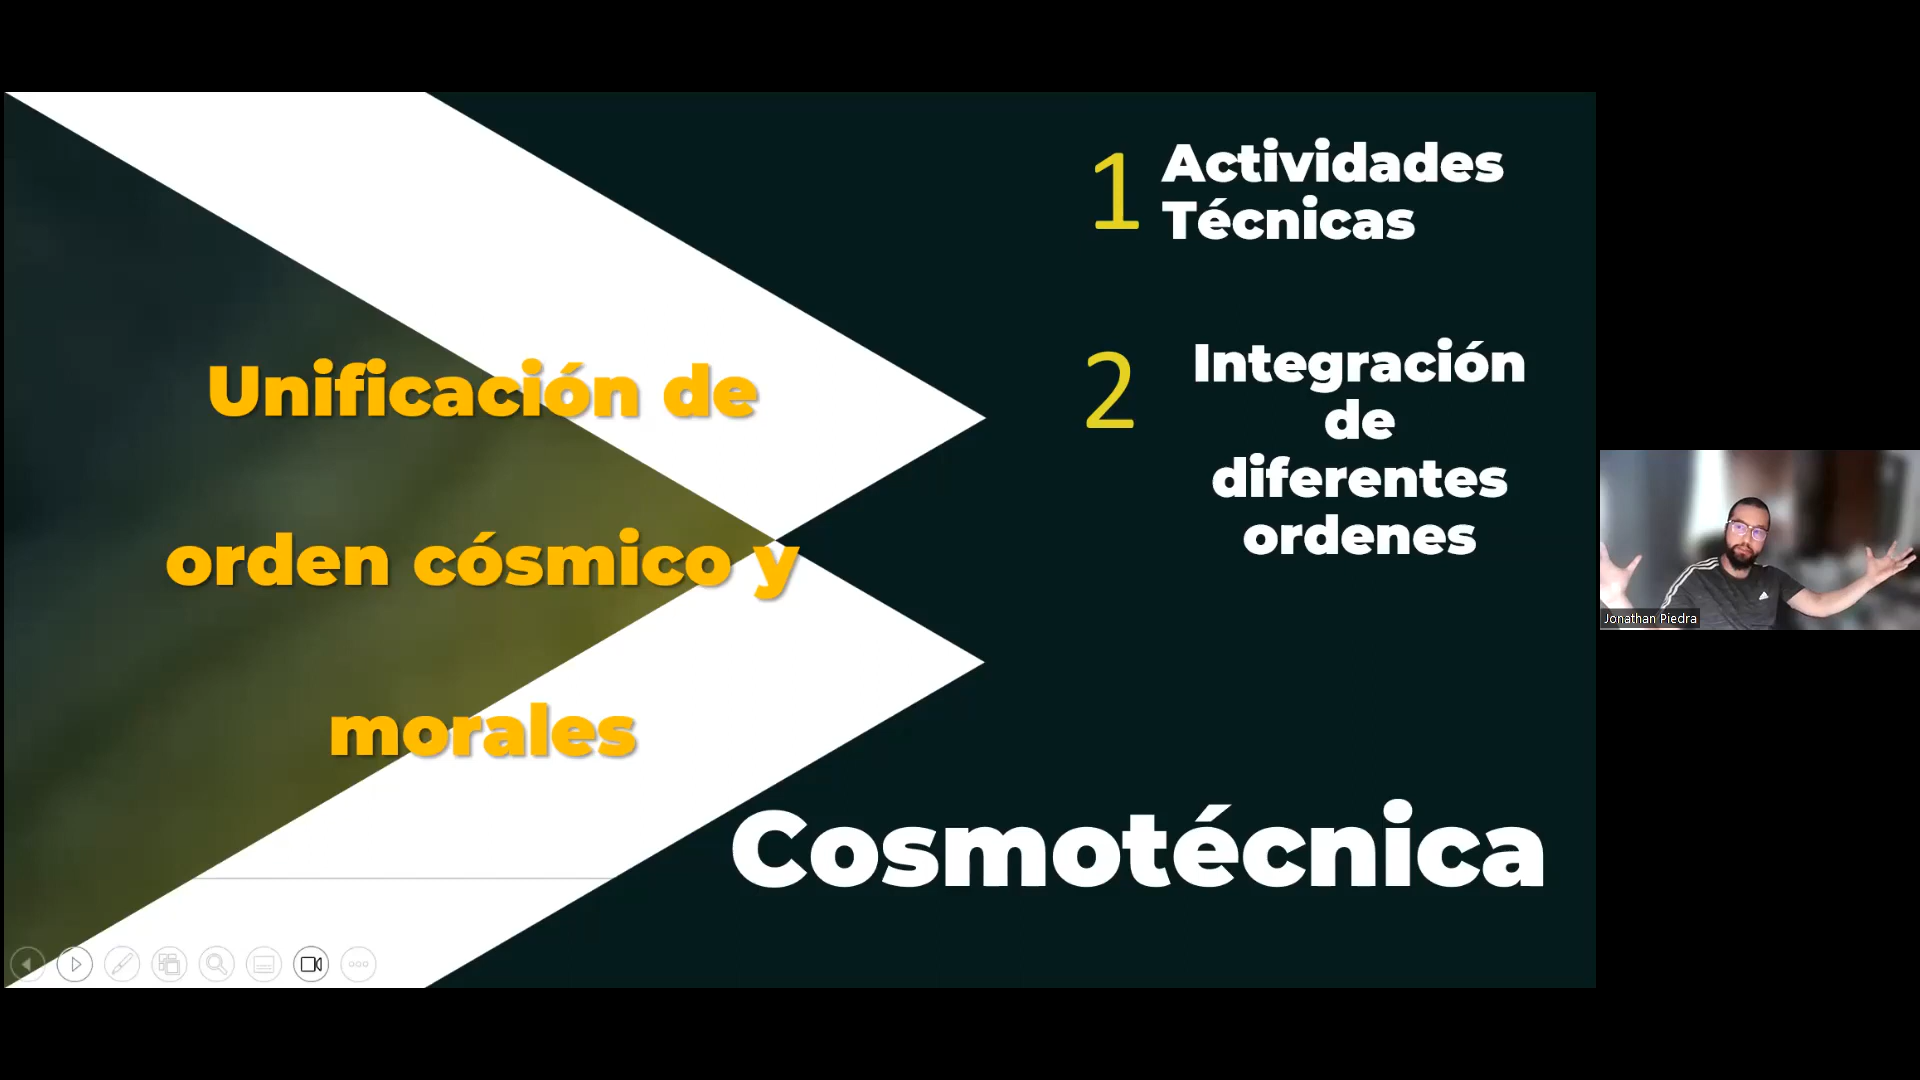 Unificación de
orden cósmico y
morales
1 Actividades
Técnicas
2 Integración
de
diferentes
ordenes
Cosmotécnica
Jonathan Piedra